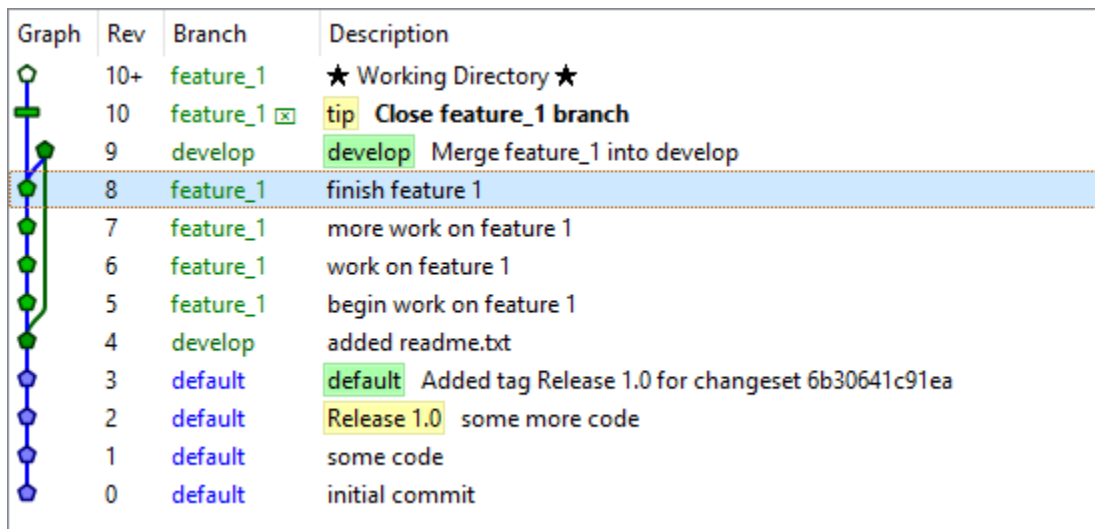 Graph Rev Branch Description
10+ feature_1 ★ Working Directory ★
10 feature_1 tip Close feature_1 branch
9 develop develop Merge feature_1 into develop
8 feature_1 finish feature 1
7 feature_1 more work on feature 1
6 feature_1 work on feature 1
5 feature_1 begin work on feature 1
4 develop added readme.txt
3 default default Added tag Release 1.0 for changeset 6b30641c91ea
2 default Release 1.0 some more code
1 default some code
0 default initial commit